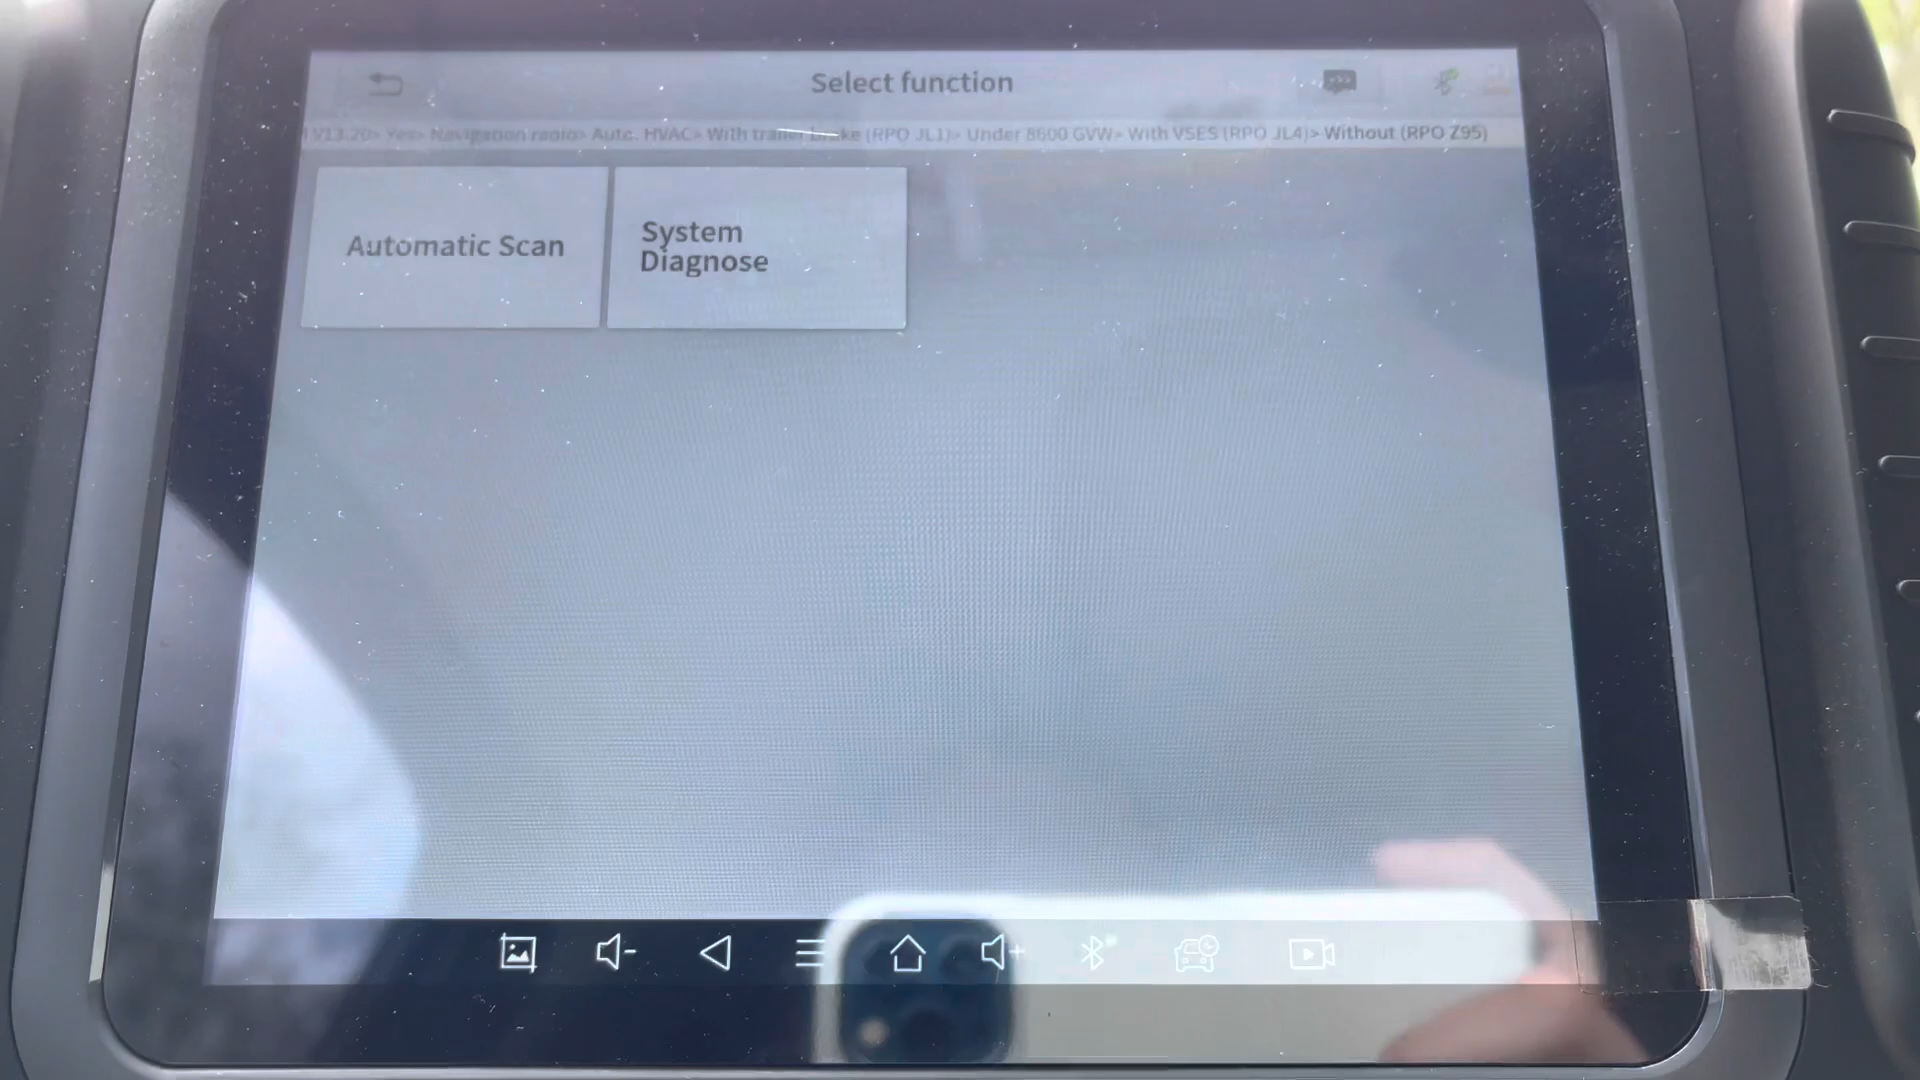 Select function
V13.20> Yes> Navigation radio> Auto. HVAC> With trailer brake (RPO JL1)> Under 8600 GVW> With VSES (RPO JL4)> Without (RPO Z95)
Automatic Scan
System
Diagnose